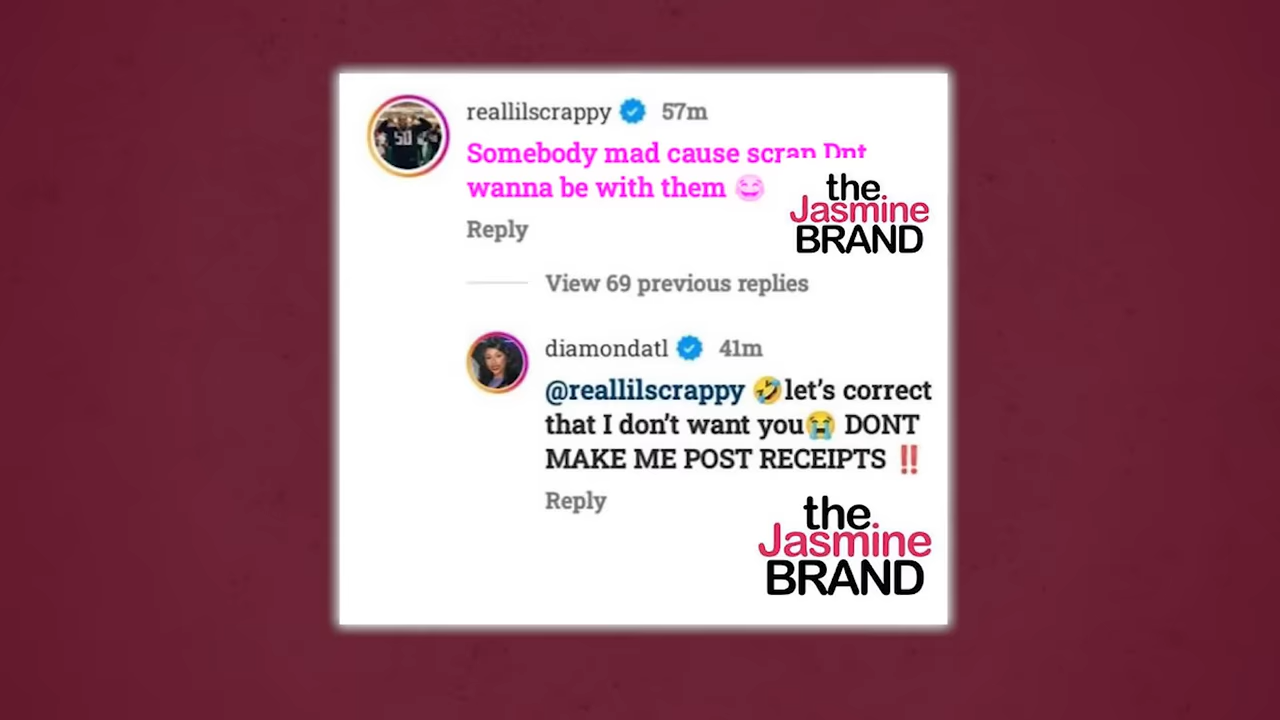 reallilscrappy 57m
Somebody mad cause scrap Dnt
wanna be with them 😆
Reply
the
Jasmine
BRAND
View 69 previous replies
diamondatl 41m
@reallilscrappy 🤣let’s correct
that I don’t want you😭 DONT
MAKE ME POST RECEIPTS ‼️
Reply
the
Jasmine
BRAND
50